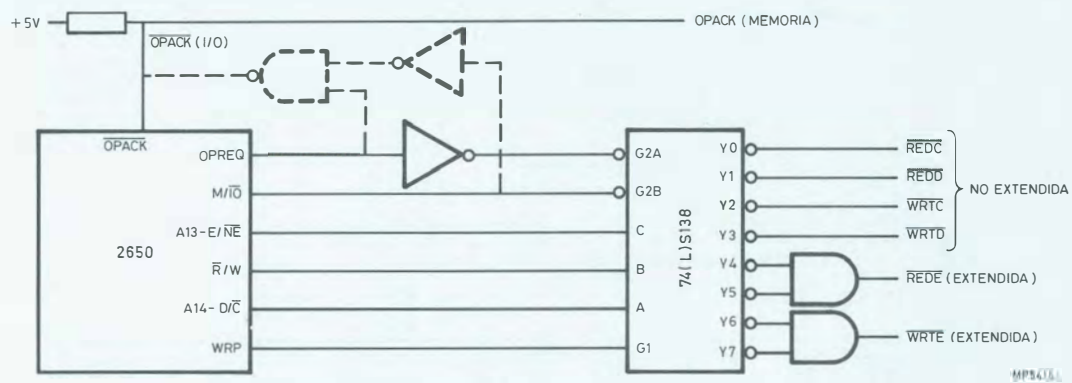 +5V
OPACK (MEMORIA)
OPACK (I/O)
OPACK
OPREQ
M/IO
A13-E/NE
R/W
A14-D/C
WRP
2650
G2A
G2B
C
B
A
G1
74(L)S138
Y0
Y1
Y2
Y3
Y4
Y5
Y6
Y7
REDC
REDD
WRTC
WRTD
NO EXTENDIDA
REDE (EXTENDIDA)
WRTE (EXTENDIDA)